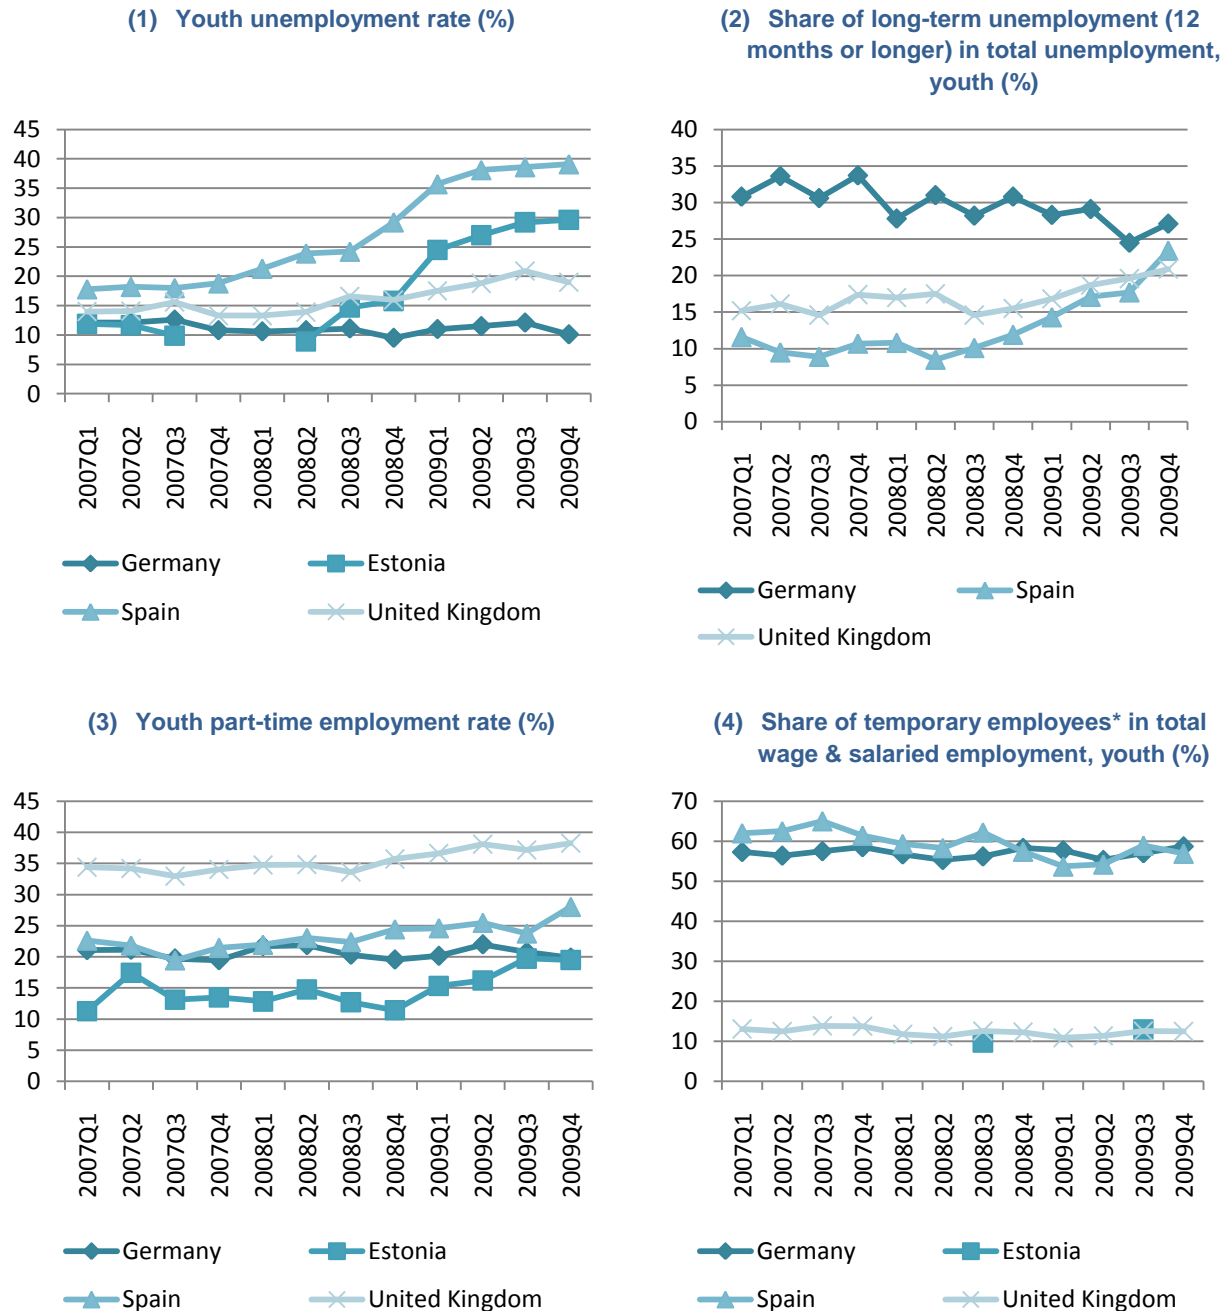 (1) Youth unemployment rate (%)
45
40
35
30
25
20
15
10
5
0
2007Q1
2007Q2
2007Q3
2007Q4
2008Q1
2008Q2
2008Q3
2008Q4
2009Q1
2009Q2
2009Q3
2009Q4
Germany
Estonia
Spain
United Kingdom
(2) Share of long-term unemployment (12
months or longer) in total unemployment,
youth (%)
40
35
30
25
20
15
10
5
0
2007Q1
2007Q2
2007Q3
2007Q4
2008Q1
2008Q2
2008Q3
2008Q4
2009Q1
2009Q2
2009Q3
2009Q4
Germany
Spain
United Kingdom
(3) Youth part-time employment rate (%)
45
40
35
30
25
20
15
10
5
0
2007Q1
2007Q2
2007Q3
2007Q4
2008Q1
2008Q2
2008Q3
2008Q4
2009Q1
2009Q2
2009Q3
2009Q4
Germany
Estonia
Spain
United Kingdom
(4) Share of temporary employees* in total
wage & salaried employment, youth (%)
70
60
50
40
30
20
10
0
2007Q1
2007Q2
2007Q3
2007Q4
2008Q1
2008Q2
2008Q3
2008Q4
2009Q1
2009Q2
2009Q3
2009Q4
Germany
Estonia
Spain
United Kingdom